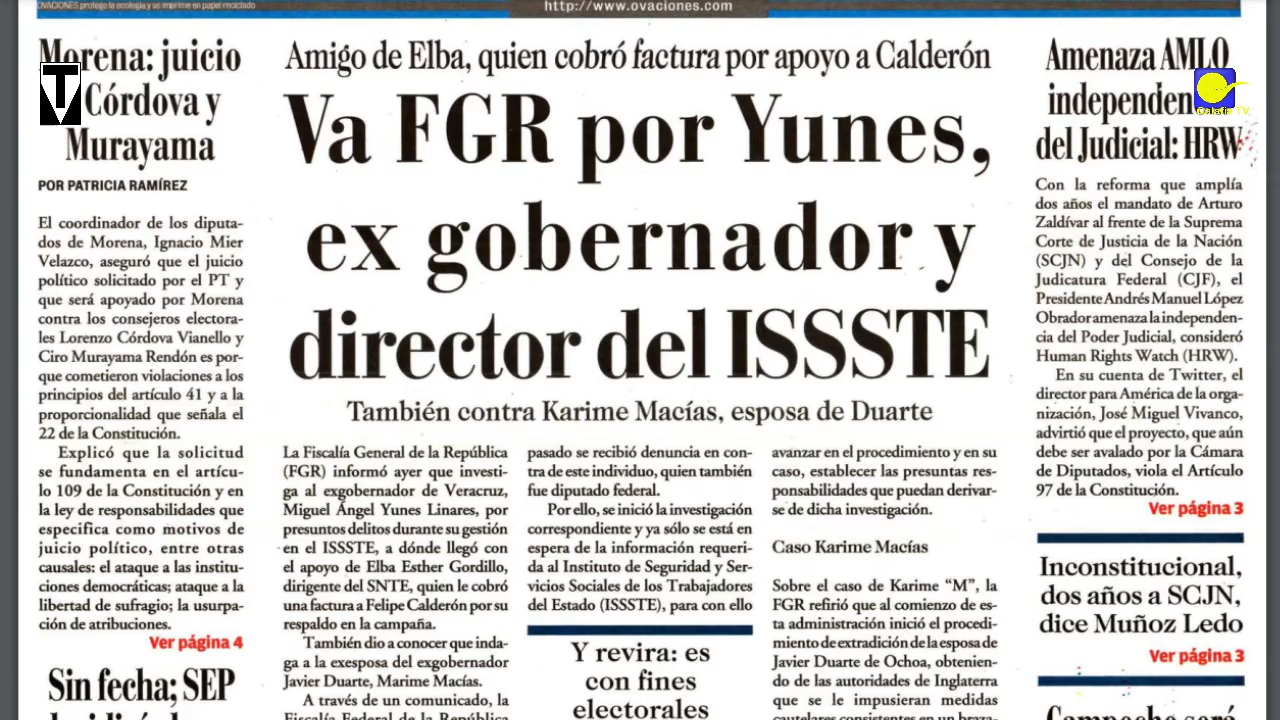 OVACIONES protege la ecología y se imprime en papel reciclado
http://www.ovaciones.com
Morena: juicio
Córdova y
Murayama
POR PATRICIA RAMÍREZ
El coordinador de los diputa-
dos de Morena, Ignacio Mier
Velazco, aseguró que el juicio
político solicitado por el PT y
que será apoyado por Morena
contra los consejeros electora-
les Lorenzo Córdova Vianello y
Ciro Murayama Rendón es por-
que cometieron violaciones a los
principios del artículo 41 y a la
proporcionalidad que señala el
22 de la Constitución.
Explicó que la solicitud
se fundamenta en el artícu-
lo 109 de la Constitución y en
la ley de responsabilidades que
especifica como motivos de
juicio político, entre otras
causales: el ataque a las institu-
ciones democráticas; ataque a la
libertad de sufragio; la usurpa-
ción de atribuciones.
Ver página 4
Sin fecha; SEP
Amigo de Elba, quien cobró factura por apoyo a Calderón
Va FGR por Yunes,
ex gobernador y
director del ISSSTE
También contra Karime Macías, esposa de Duarte
La Fiscalía General de la República
(FGR) informó ayer que investi-
ga al exgobernador de Veracruz,
Miguel Ángel Yunes Linares, por
presuntos delitos durante su gestión
en el ISSSTE, a dónde llegó con
el apoyo de Elba Esther Gordillo,
dirigente del SNTE, quien le cobró
una factura a Felipe Calderón por su
respaldo en la campaña.
También dio a conocer que inda-
ga a la exesposa del exgobernador
Javier Duarte, Marime Macías.
A través de un comunicado, la
Fiscalía Federal de la República
pasado se recibió denuncia en con-
tra de este individuo, quien también
fue diputado federal.
Por ello, se inició la investigación
correspondiente y ya sólo se está en
espera de la información requeri-
da al Instituto de Seguridad y Ser-
vicios Sociales de los Trabajadores
del Estado (ISSSTE), para con ello
Y revira: es
con fines
electorales
avanzar en el procedimiento y en su
caso, establecer las presuntas res-
ponsabilidades que puedan derivar-
se de dicha investigación.
Caso Karime Macías
Sobre el caso de Karime “M”, la
FGR refirió que al comienzo de es-
ta administración inició el procedi-
miento de extradición de la esposa de
Javier Duarte de Ochoa, obtenien-
do de las autoridades de Inglaterra
que se le impusieran medidas
cautelares consistentes en un braza-
Amenaza AMLO
independen
del Judicial: HRW
Con la reforma que amplía
dos años el mandato de Arturo
Zaldívar al frente de la Suprema
Corte de Justicia de la Nación
(SCJN) y del Consejo de la
Judicatura Federal (CJF), el
Presidente Andrés Manuel López
Obrador amenaza la independen-
cia del Poder Judicial, consideró
Human Rights Watch (HRW).
En su cuenta de Twitter, el
director para América de la orga-
nización, José Miguel Vivanco,
advirtió que el proyecto, que aún
debe ser avalado por la Cámara
de Diputados, viola el Artículo
97 de la Constitución.
Ver página 3
Inconstitucional,
dos años a SCJN,
dice Muñoz Ledo
Ver página 3
Campeche será